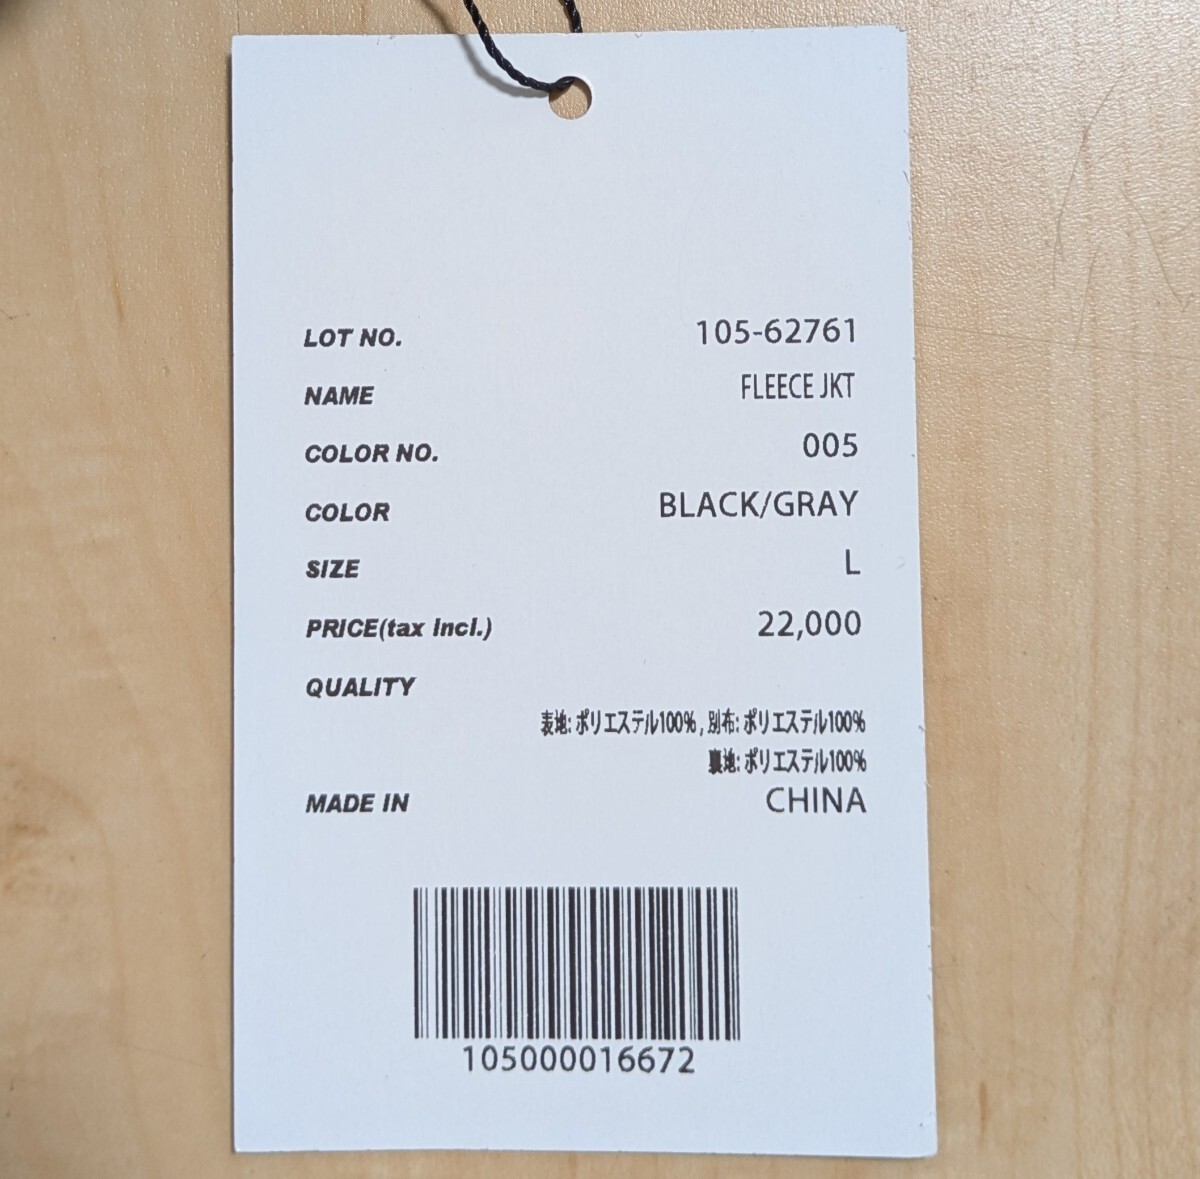 LOT NO. 105-62761
NAME FLEECE JKT
COLOR NO. 005
COLOR BLACK/GRAY
SIZE L
PRICE(tax Incl.) 22,000
QUALITY
表地: ポリエステル100% , 別布: ポリエステル100%
裏地: ポリエステル100%
MADE IN CHINA
105000016672